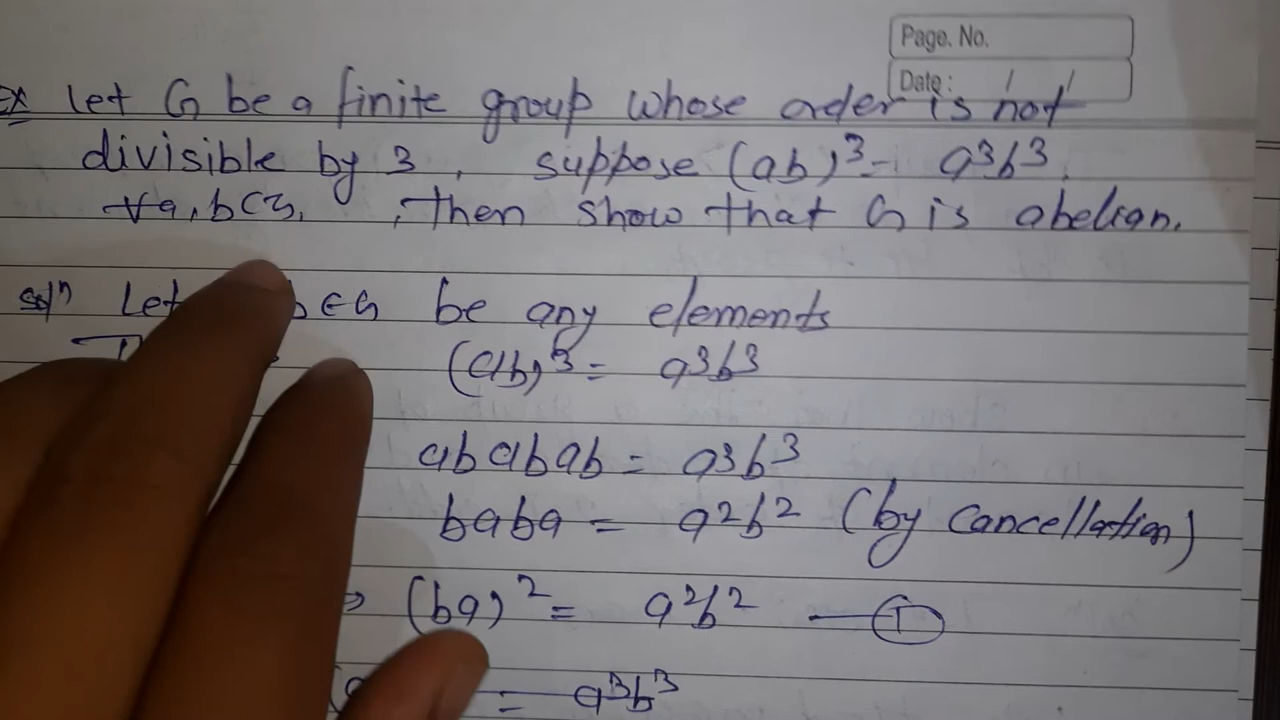 Page. No.
Date: / /
Ex Let G be a finite group whose order is not
divisible by 3, suppose (ab)³ = a³b³.
∀a,b∈G, , then show that G is abelian.
Solⁿ Let b∈G be any elements
(ab)³ = a³b³
ababab = a³b³
baba = a²b² (by cancellation)
⇒ (ba)² = a²b² — ①
= a³b³